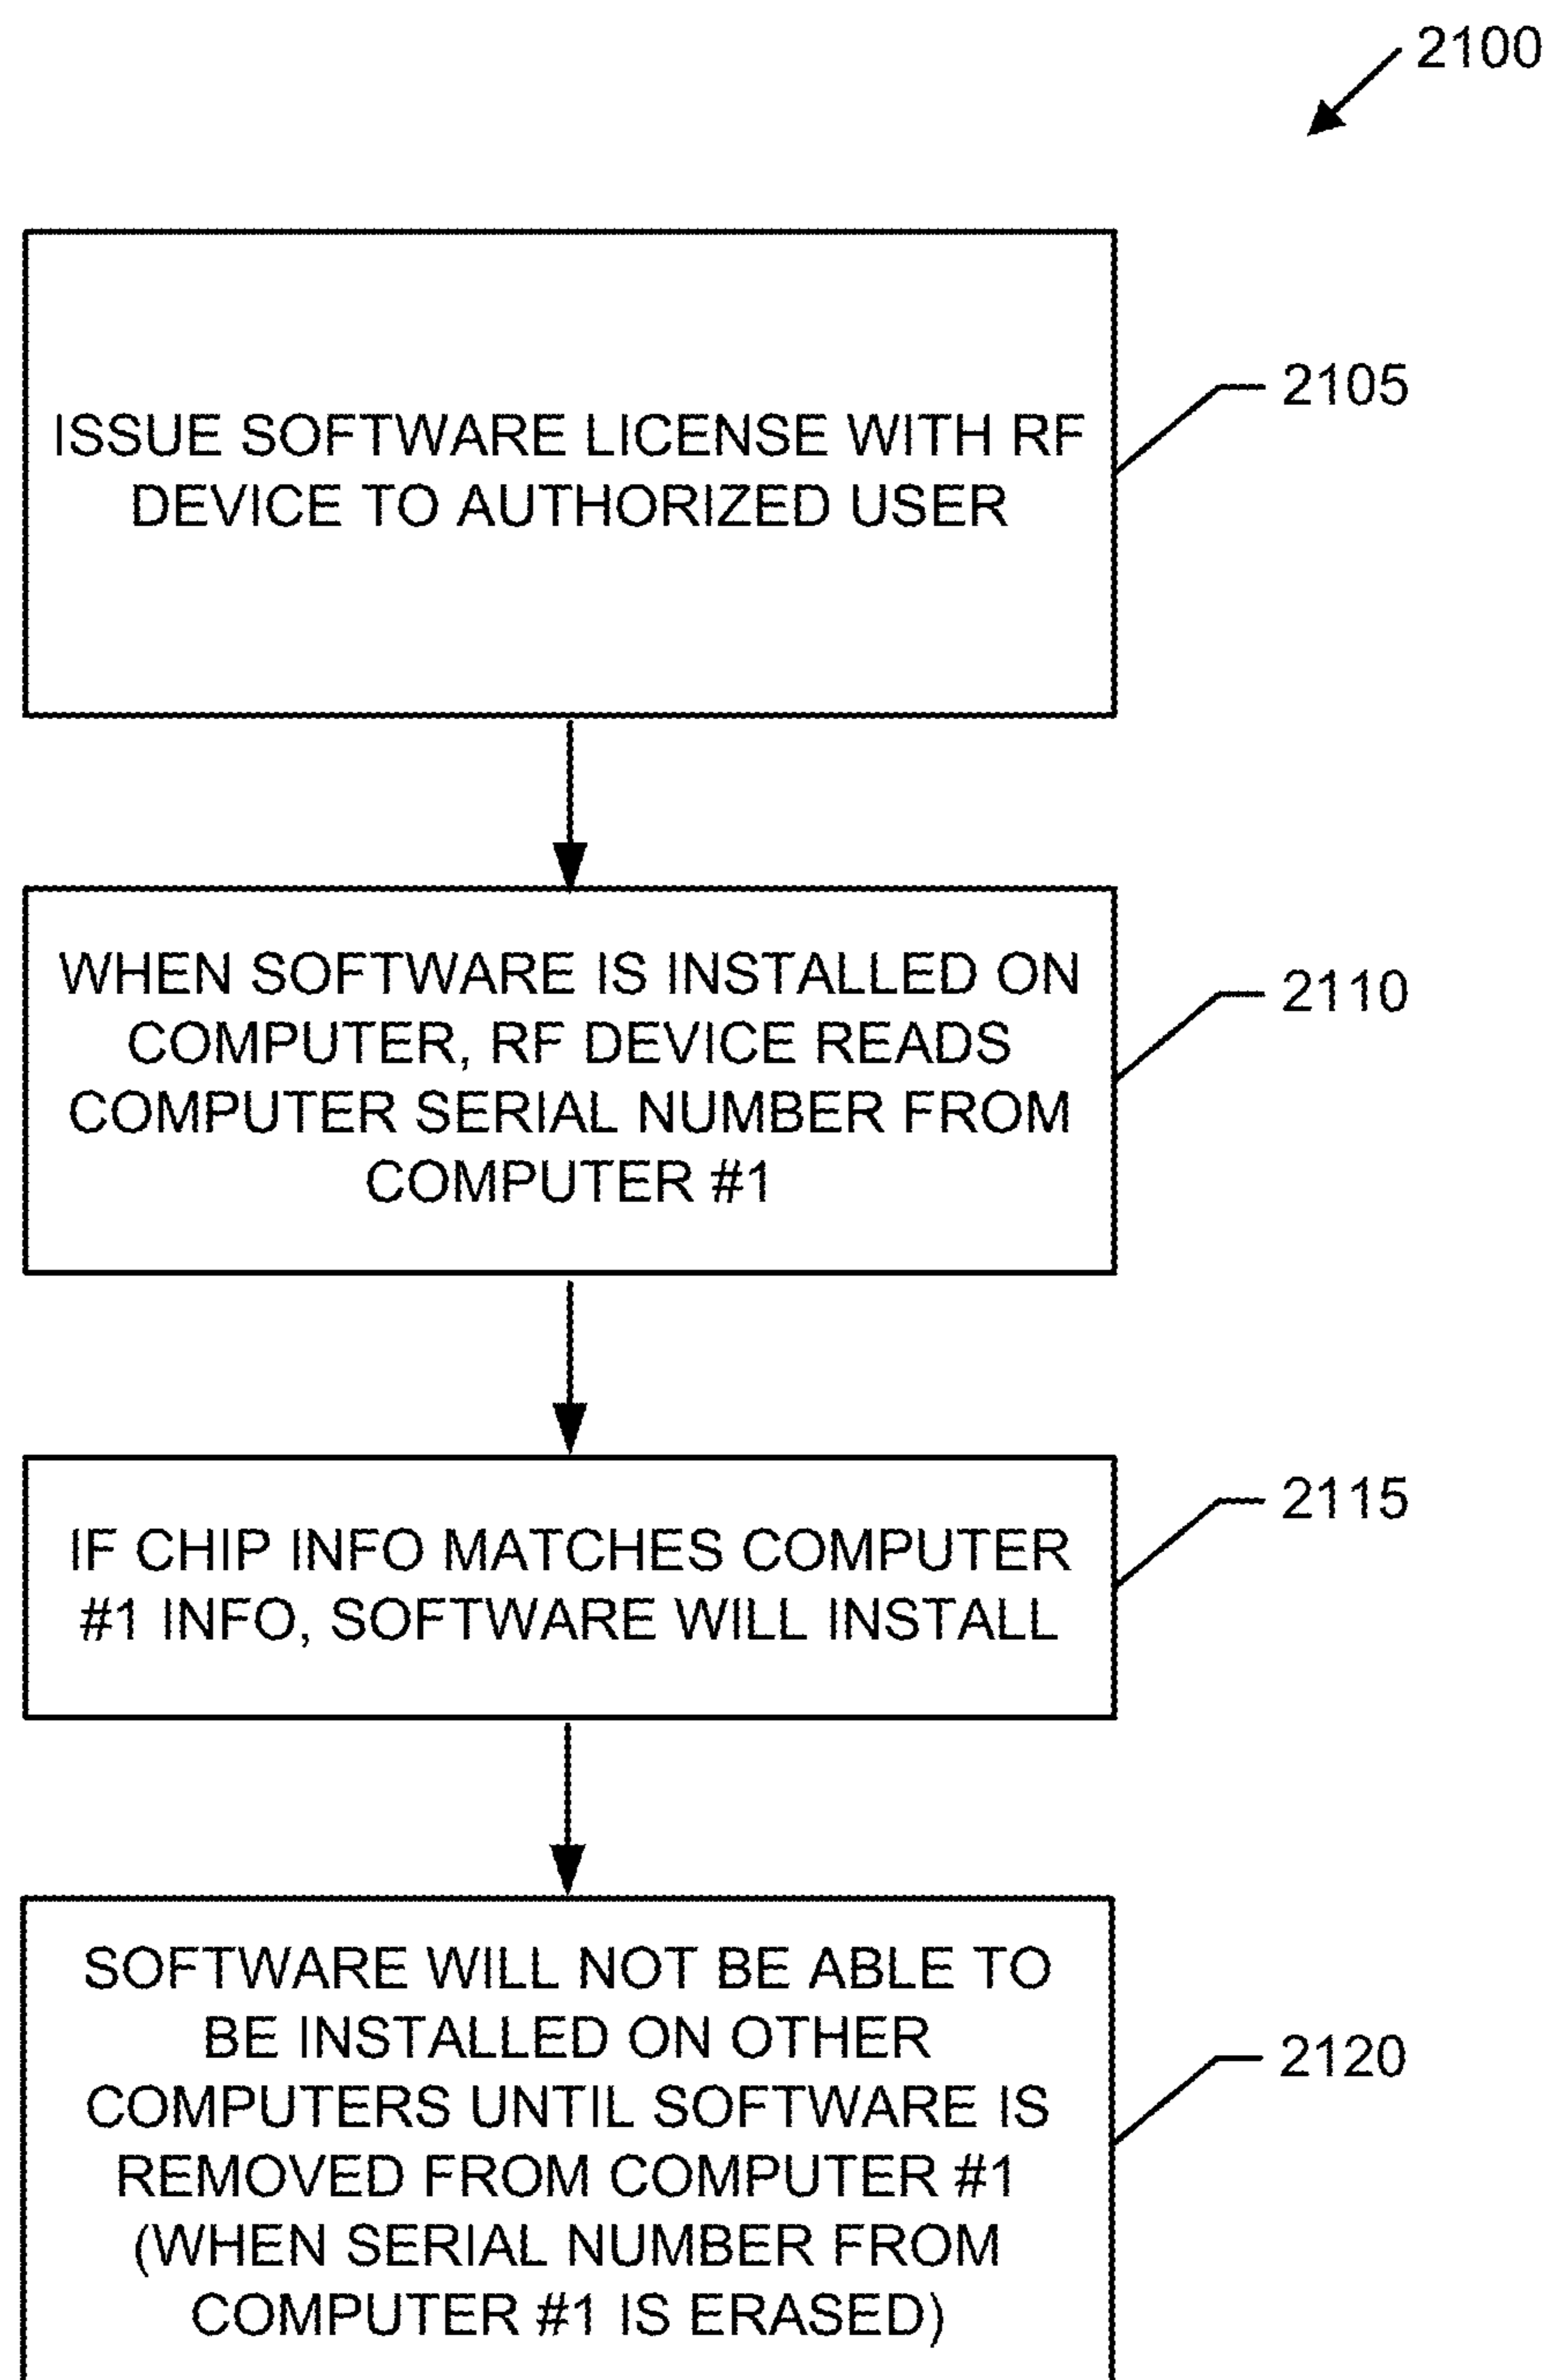 2100
ISSUE SOFTWARE LICENSE WITH RF
DEVICE TO AUTHORIZED USER
2105
WHEN SOFTWARE IS INSTALLED ON
COMPUTER, RF DEVICE READS
COMPUTER SERIAL NUMBER FROM
COMPUTER #1
2110
IF CHIP INFO MATCHES COMPUTER
#1 INFO, SOFTWARE WILL INSTALL
2115
SOFTWARE WILL NOT BE ABLE TO
BE INSTALLED ON OTHER
COMPUTERS UNTIL SOFTWARE IS
REMOVED FROM COMPUTER #1
(WHEN SERIAL NUMBER FROM
COMPUTER #1 IS ERASED)
2120